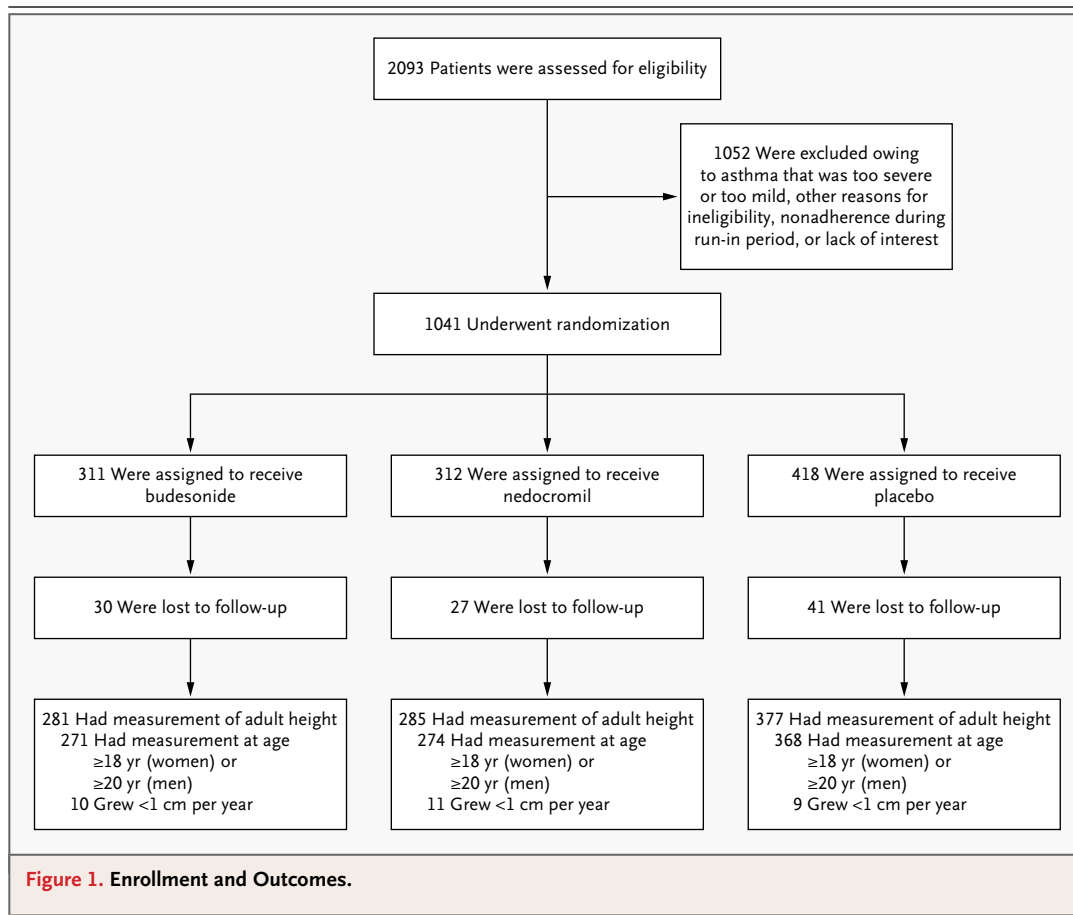 2093 Patients were assessed for eligibility
1052 Were excluded owing
to asthma that was too severe
or too mild, other reasons for
ineligibility, nonadherence during
run-in period, or lack of interest
1041 Underwent randomization
311 Were assigned to receive
budesonide
312 Were assigned to receive
nedocromil
418 Were assigned to receive
placebo
30 Were lost to follow-up
27 Were lost to follow-up
41 Were lost to follow-up
281 Had measurement of adult height
271 Had measurement at age
≥18 yr (women) or
≥20 yr (men)
10 Grew <1 cm per year
285 Had measurement of adult height
274 Had measurement at age
≥18 yr (women) or
≥20 yr (men)
11 Grew <1 cm per year
377 Had measurement of adult height
368 Had measurement at age
≥18 yr (women) or
≥20 yr (men)
9 Grew <1 cm per year
Figure 1. Enrollment and Outcomes.